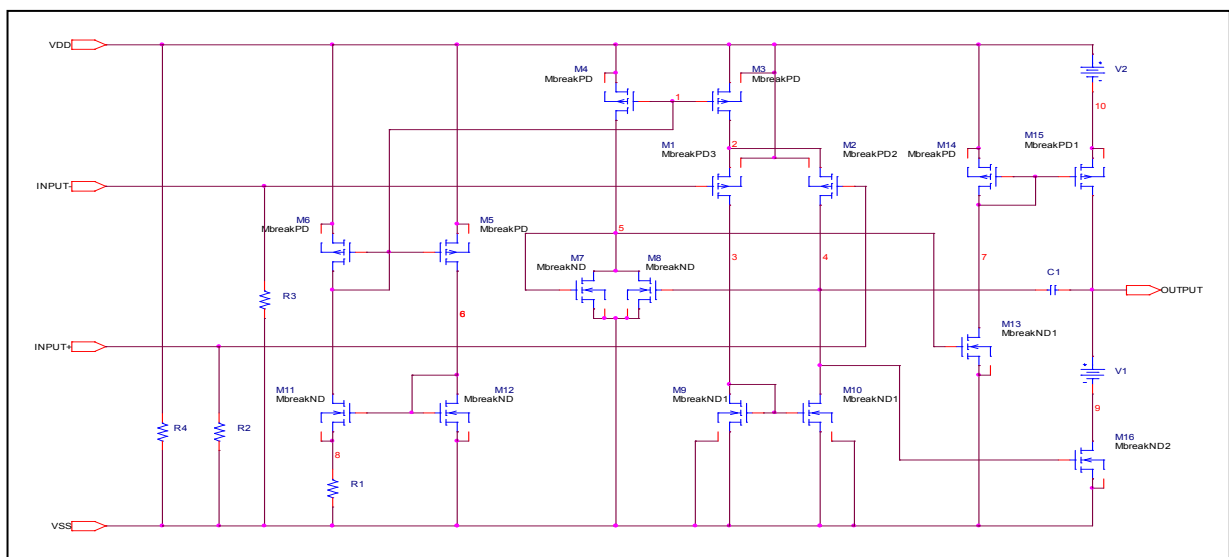 VDD
M4
MbreakPD
M3
MbreakPD
V2
1
10
M1
MbreakPD3
2
M2
MbreakPD2
M14
MbreakPD
M15
MbreakPD1
INPUT-
M6
MbreakPD
M5
MbreakPD
5
M7
MbreakND
M8
MbreakND
3
4
7
C1
OUTPUT
R3
6
M13
MbreakND1
INPUT+
V1
M11
MbreakND
M12
MbreakND
M9
MbreakND1
M10
MbreakND1
9
R4
R2
M16
MbreakND2
8
R1
VSS